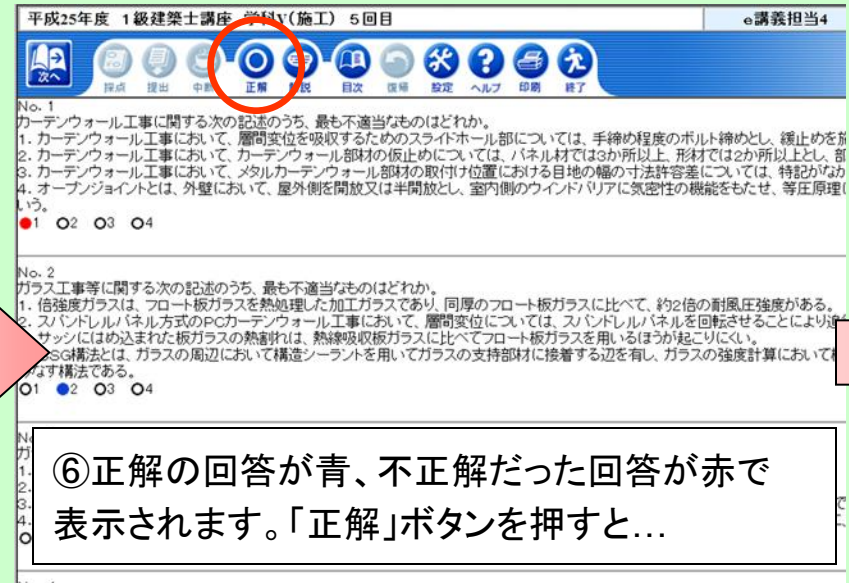 平成25年度 1級建築士講座 学科Ⅴ(施工) 5回目
e講義担当4
次へ 採点 提出 中断 正解 解説 目次 復帰 設定 ヘルプ 印刷 終了
No. 1
カーテンウォール工事に関する次の記述のうち、最も不適当なものはどれか。
1. カーテンウォール工事において、層間変位を吸収するためのスライドホール部については、手締め程度のボルト締めとし、緩止めを施
2. カーテンウォール工事において、カーテンウォール部材の仮止めについては、パネル材では3か所以上、形材では2か所以上とし、部
3. カーテンウォール工事において、メタルカーテンウォール部材の取付け位置における目地の幅の寸法許容差については、特記がなか
4. オープンジョイントとは、外壁において、屋外側を開放又は半開放とし、室内側のウインドバリアに気密性の機能をもたせ、等圧原理
いう。
1 2 3 4
No. 2
ガラス工事等に関する次の記述のうち、最も不適当なものはどれか。
1. 倍強度ガラスは、フロート板ガラスを熱処理した加工ガラスであり、同厚のフロート板ガラスに比べて、約2倍の耐風圧強度がある。
2. スパンドレルパネル方式のPCカーテンウォール工事において、層間変位については、スパンドレルパネルを回転させることにより追
サッシにはめ込まれた板ガラスの熱割れは、熱線吸収板ガラスに比べてフロート板ガラスを用いるほうが起こりにくい。
SG構法とは、ガラスの周辺において構造シーラントを用いてガラスの支持部材に接着する辺を有し、ガラスの強度計算において
なす構法である。
1 2 3 4
1.
2.
3.
4.
⑥正解の回答が青、不正解だった回答が赤で
表示されます。「正解」ボタンを押すと…